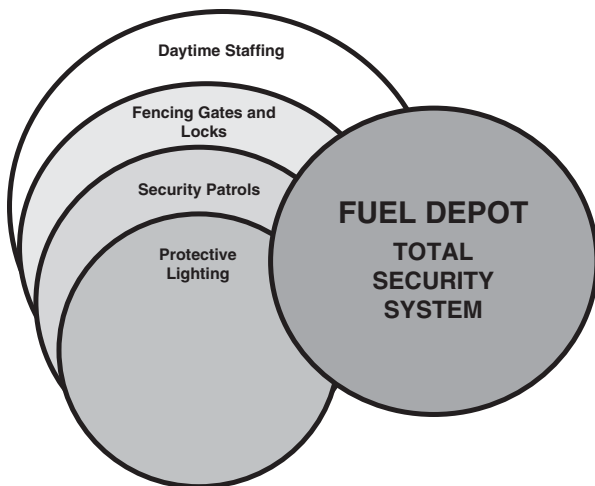 Daytime Staffing
Fencing Gates and
Locks
Security Patrols
Protective
Lighting
FUEL DEPOT
TOTAL
SECURITY
SYSTEM